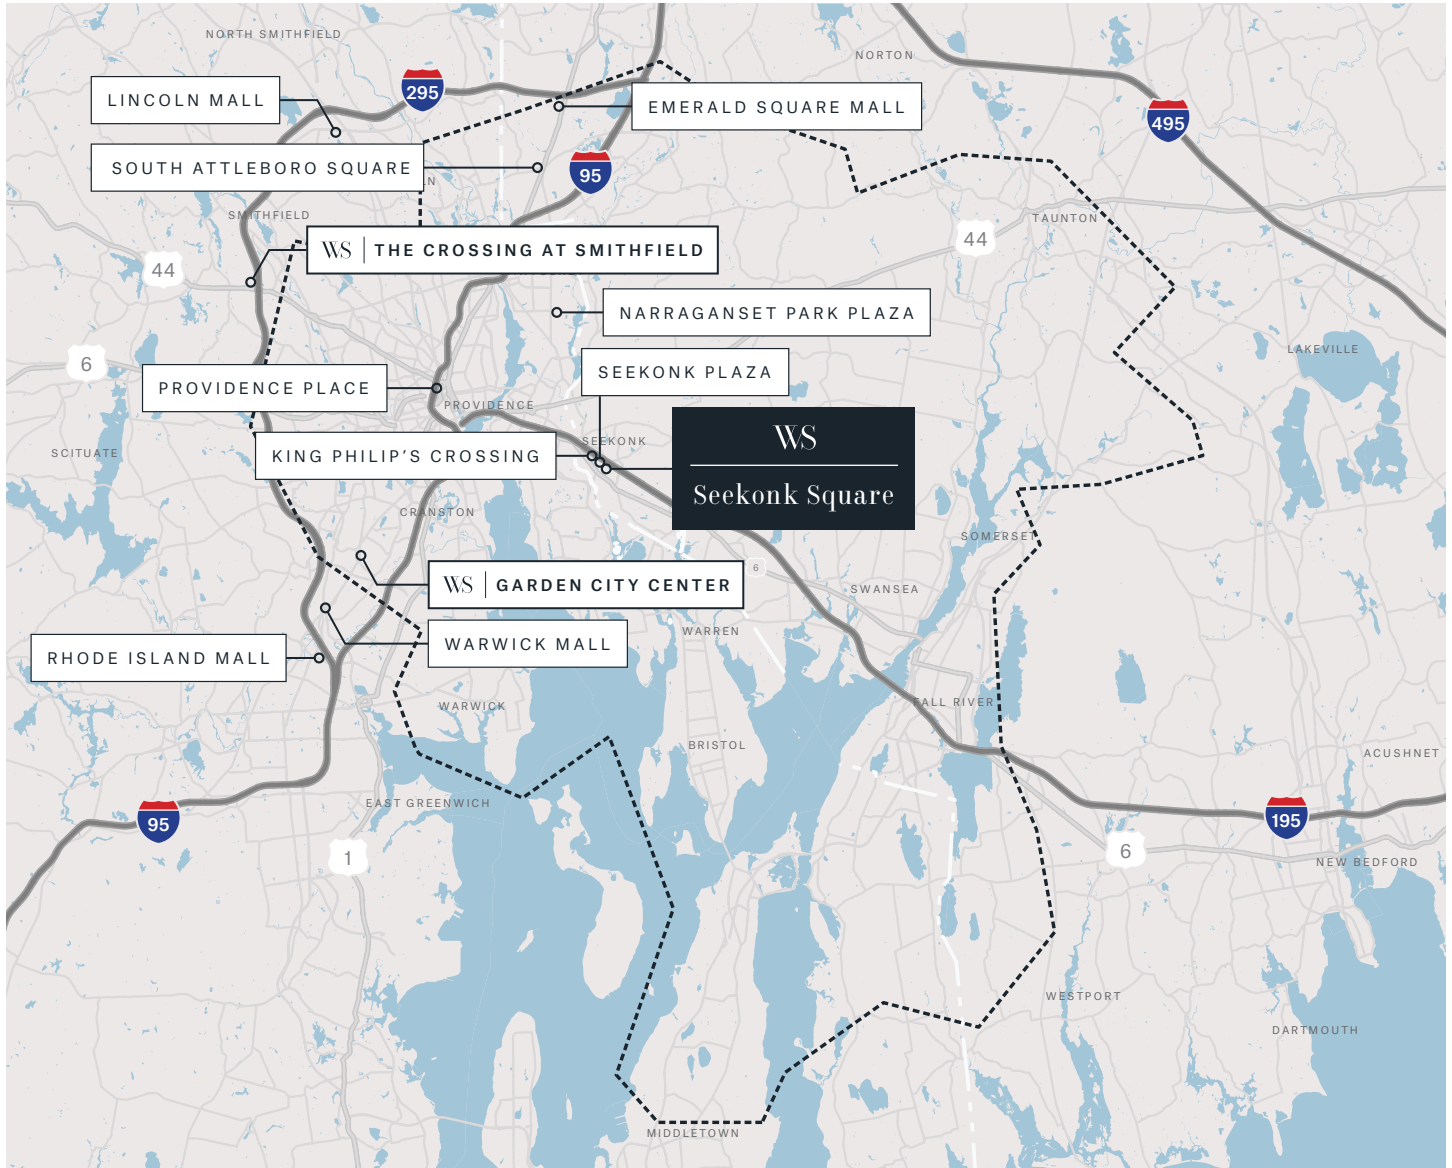 NORTH SMITHFIELD
NORTON
295
LINCOLN MALL
EMERALD SQUARE MALL
495
SOUTH ATTLEBORO SQUARE
95
SMITHFIELD
TAUNTON
44
WS | THE CROSSING AT SMITHFIELD
44
NARRAGANSET PARK PLAZA
LAKEVILLE
6
SEEKONK PLAZA
PROVIDENCE PLACE
PROVIDENCE
WS
SEEKONK
SCITUATE
KING PHILIP'S CROSSING
Seekonk Square
CRANSTON
SOMERSET
6
WS | GARDEN CITY CENTER
SWANSEA
WARREN
WARWICK MALL
RHODE ISLAND MALL
FALL RIVER
WARWICK
BRISTOL
ACUSHNET
EAST GREENWICH
95
195
1
6
NEW BEDFORD
WESTPORT
DARTMOUTH
MIDDLETOWN